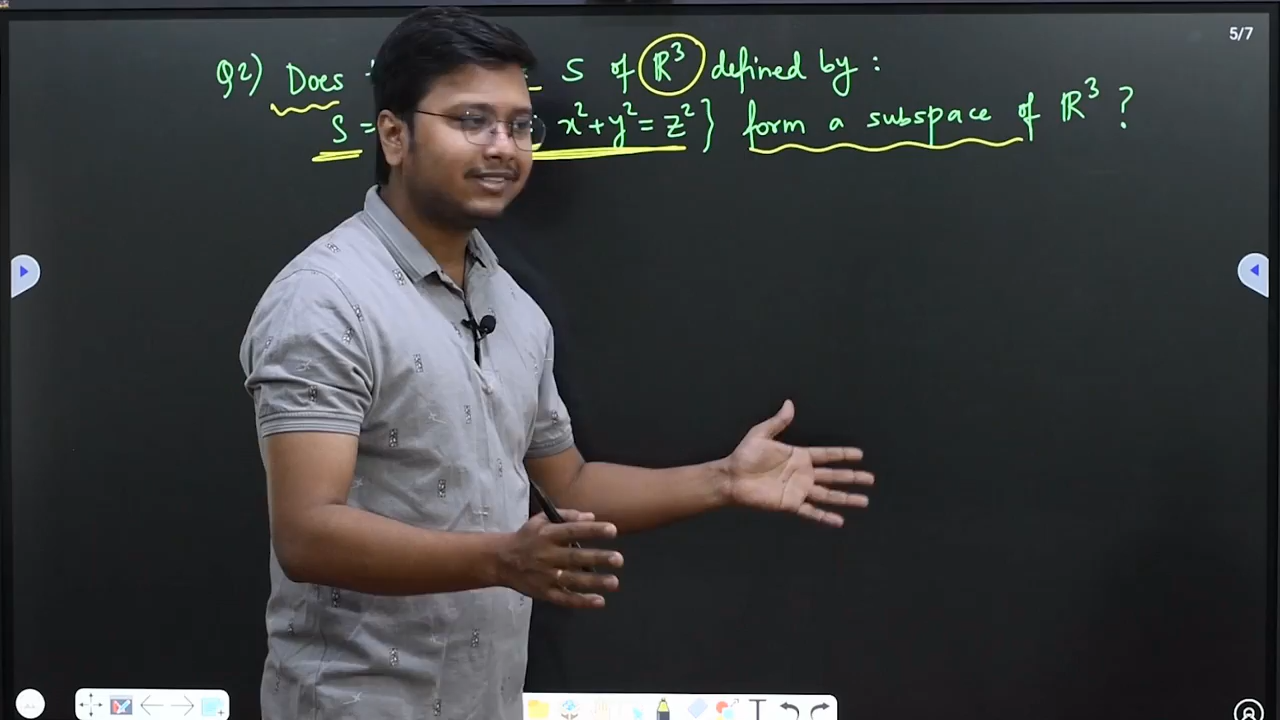 5/7
Q2) Does S of ℝ³ defined by :
S = x²+y²=z²} form a subspace of ℝ³ ?
T